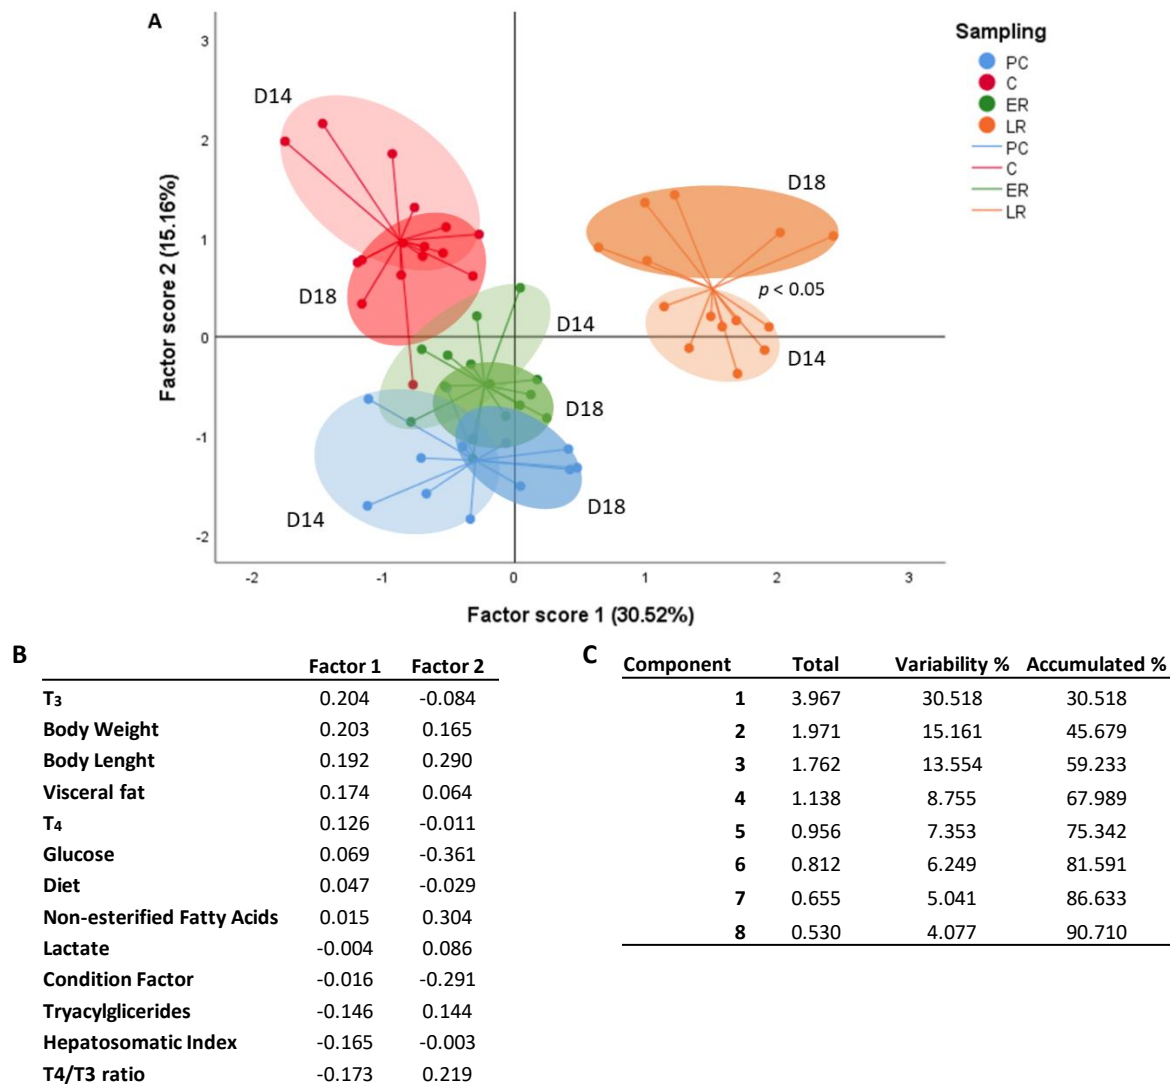 A
Sampling
PC
C
ER
LR
PC
C
ER
LR
D14
D18
D14
D18
D14
D18
D18
p < 0.05
D14
3
2
1
0
-1
-2
Factor score 2 (15.16%)
-2 -1 0 1 2 3
Factor score 1 (30.52%)
B
Factor 1 Factor 2
T3 0.204 -0.084
Body Weight 0.203 0.165
Body Lenght 0.192 0.290
Visceral fat 0.174 0.064
T4 0.126 -0.011
Glucose 0.069 -0.361
Diet 0.047 -0.029
Non-esterified Fatty Acids 0.015 0.304
Lactate -0.004 0.086
Condition Factor -0.016 -0.291
Tryacylglicerides -0.146 0.144
Hepatosomatic Index -0.165 -0.003
T4/T3 ratio -0.173 0.219
C
Component Total Variability % Accumulated %
1 3.967 30.518 30.518
2 1.971 15.161 45.679
3 1.762 13.554 59.233
4 1.138 8.755 67.989
5 0.956 7.353 75.342
6 0.812 6.249 81.591
7 0.655 5.041 86.633
8 0.530 4.077 90.710